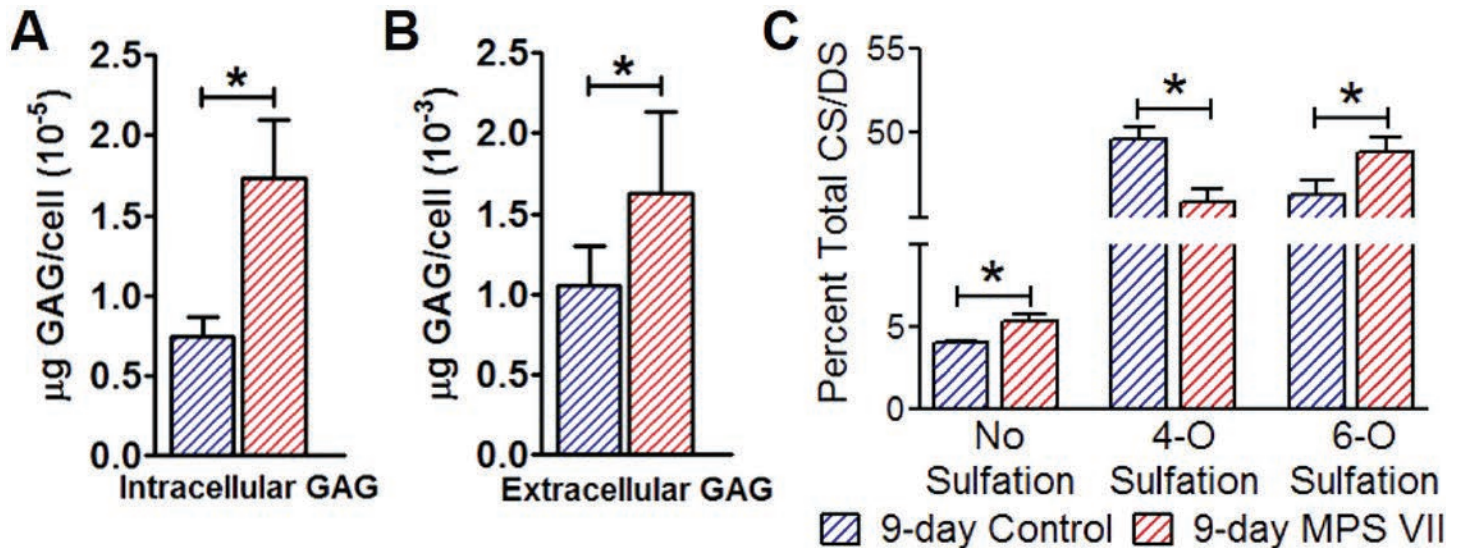 A
μg GAG/cell (10⁻⁵)
2.5
2.0
1.5
1.0
0.5
0.0
*
Intracellular GAG
B
μg GAG/cell (10⁻³)
2.5
2.0
1.5
1.0
0.5
0.0
*
Extracellular GAG
C
Percent Total CS/DS
55
50
5
0
*
*
*
No
Sulfation
4-O
Sulfation
6-O
Sulfation
9-day Control
9-day MPS VII